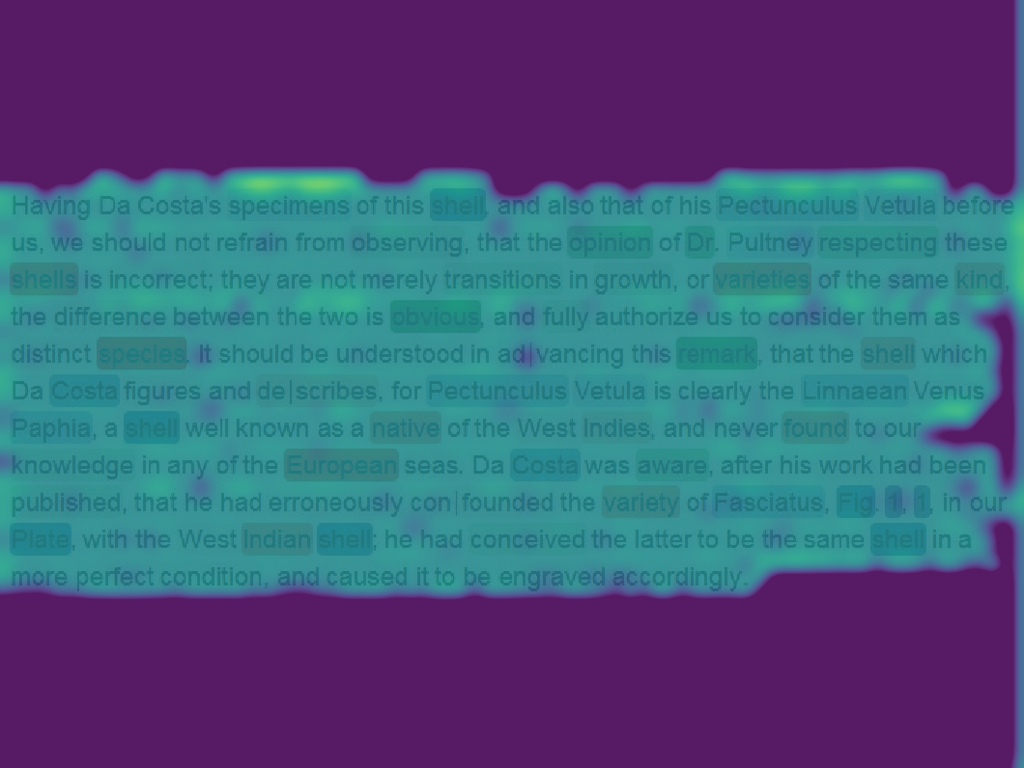 Having Da Costa's specimens of this shell, and also that of his Pectunculus Vetula before
us, we should not refrain from observing, that the opinion of Dr. Pultney respecting these
shells is incorrect; they are not merely transitions in growth, or varieties of the same kind,
the difference between the two is obvious, and fully authorize us to consider them as
distinct species. It should be understood in ad|vancing this remark, that the shell which
Da Costa figures and de|scribes, for Pectunculus Vetula is clearly the Linnaean Venus
Paphia, a shell well known as a native of the West Indies, and never found to our
knowledge in any of the European seas. Da Costa was aware, after his work had been
published, that he had erroneously con|founded the variety of Fasciatus, Fig. 1, 1, in our
Plate, with the West Indian shell; he had conceived the latter to be the same shell in a
more perfect condition, and caused it to be engraved accordingly.